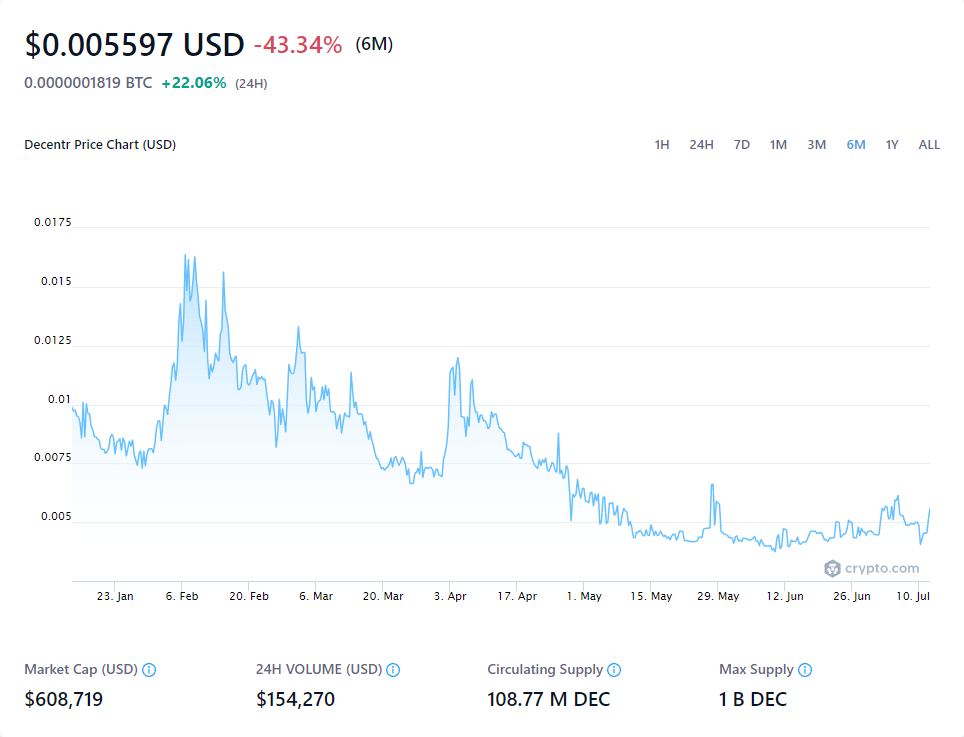 $0.005597 USD -43.34% (6M)
0.0000001819 BTC +22.06% (24H)
Decentr Price Chart (USD) 1H 24H 7D 1M 3M 6M 1Y ALL
0.0175
0.015
0.0125
0.01
0.0075
0.005
crypto.com
23. Jan 6. Feb 20. Feb 6. Mar 20. Mar 3. Apr 17. Apr 1. May 15. May 29. May 12. Jun 26. Jun 10. Jul
Market Cap (USD) 24H VOLUME (USD) Circulating Supply Max Supply
$608,719 $154,270 108.77 M DEC 1 B DEC